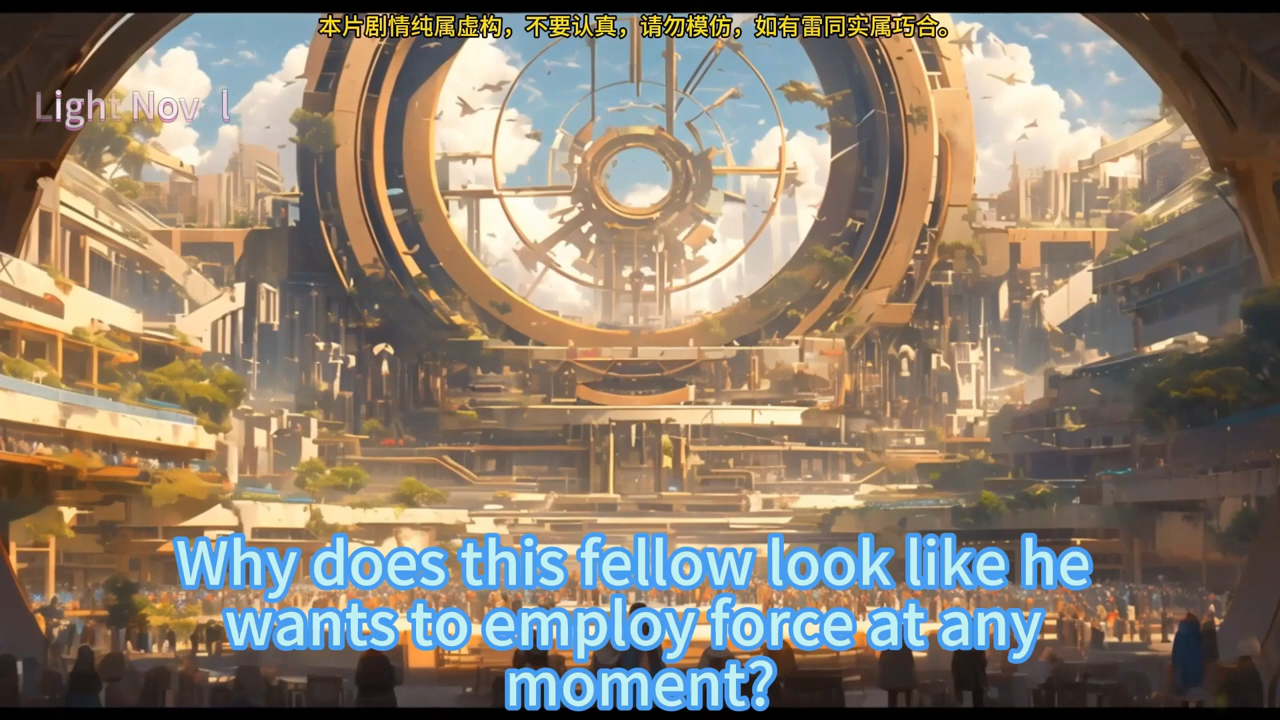 本片剧情纯属虚构，不要认真，请勿模仿，如有雷同实属巧合。
Light Nov l
Why does this fellow look like he
wants to employ force at any
moment?